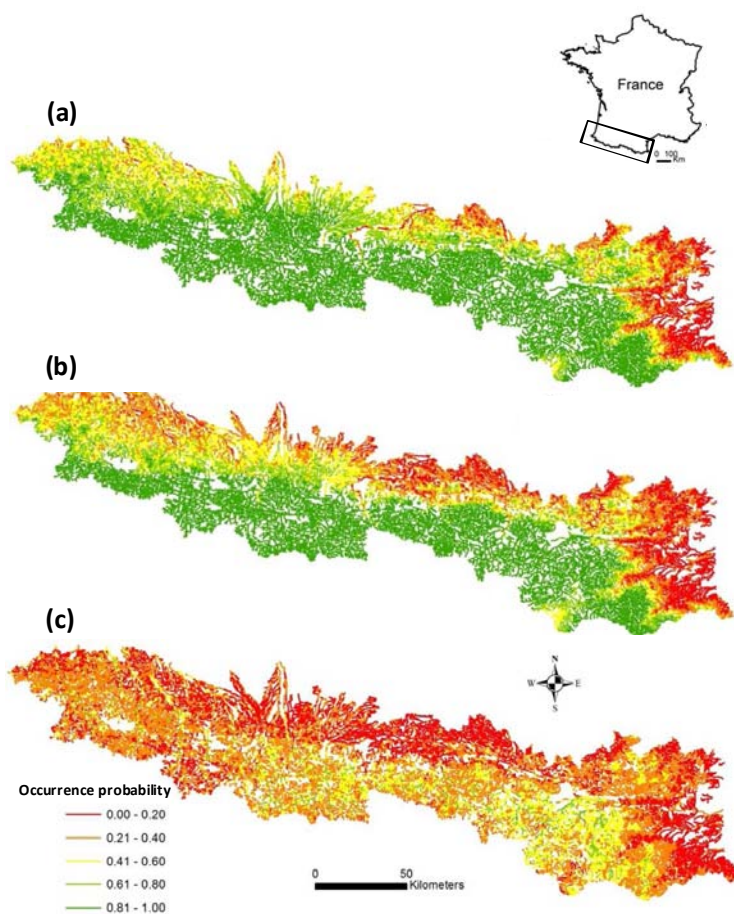 France
0 100
Km
(a)
(b)
(c)
N
W E
S
Occurrence probability
0.00 - 0.20
0.21 - 0.40
0.41 - 0.60
0.61 - 0.80
0.81 - 1.00
0 50
Kilometers